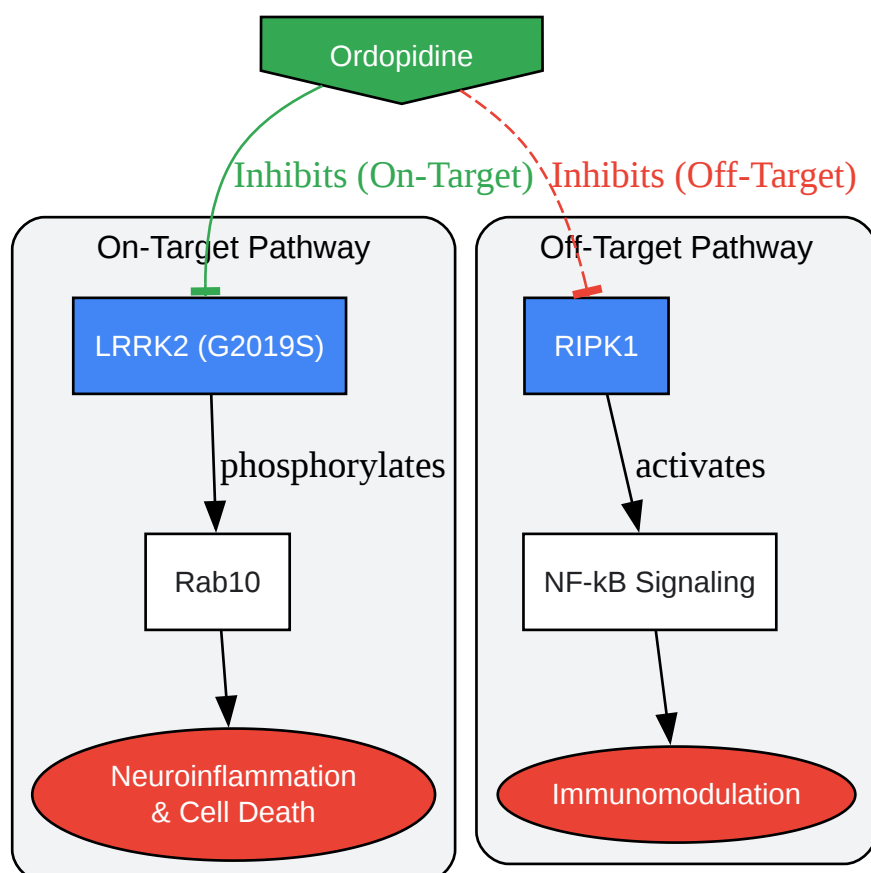 Ordopidine
Inhibits (On-Target)
Inhibits (Off-Target)
On-Target Pathway
Off-Target Pathway
LRRK2 (G2019S)
RIPK1
phosphorylates
activates
Rab10
NF-kB Signaling
Neuroinflammation
& Cell Death
Immunomodulation